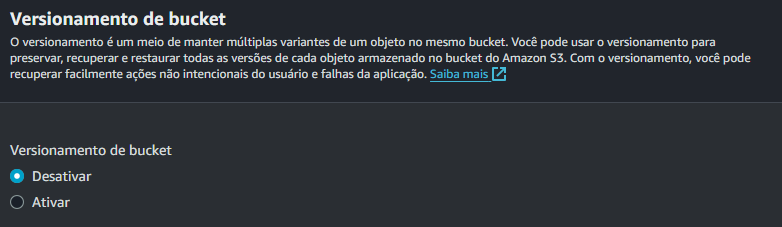 Versionamento de bucket
O versionamento é um meio de manter múltiplas variantes de um objeto no mesmo bucket. Você pode usar o versionamento para
preservar, recuperar e restaurar todas as versões de cada objeto armazenado no bucket do Amazon S3. Com o versionamento, você pode
recuperar facilmente ações não intencionais do usuário e falhas da aplicação. Saiba mais
Versionamento de bucket
Desativar
Ativar